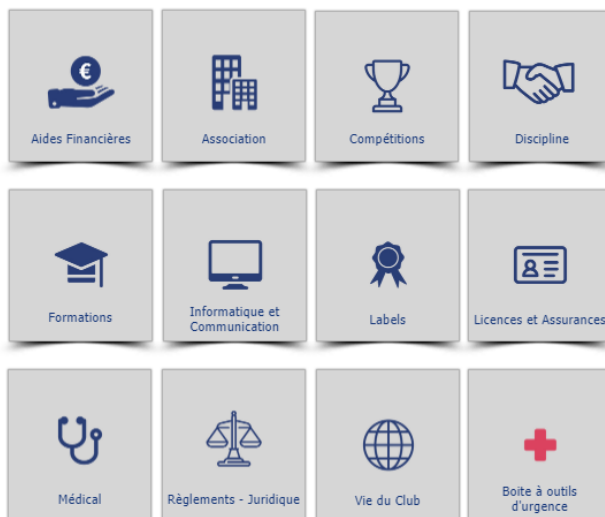 Aides Financières
Association
Compétitions
Discipline
Formations
Informatique et
Communication
Labels
Licences et Assurances
Médical
Règlements - Juridique
Vie du Club
Boite à outils
d'urgence